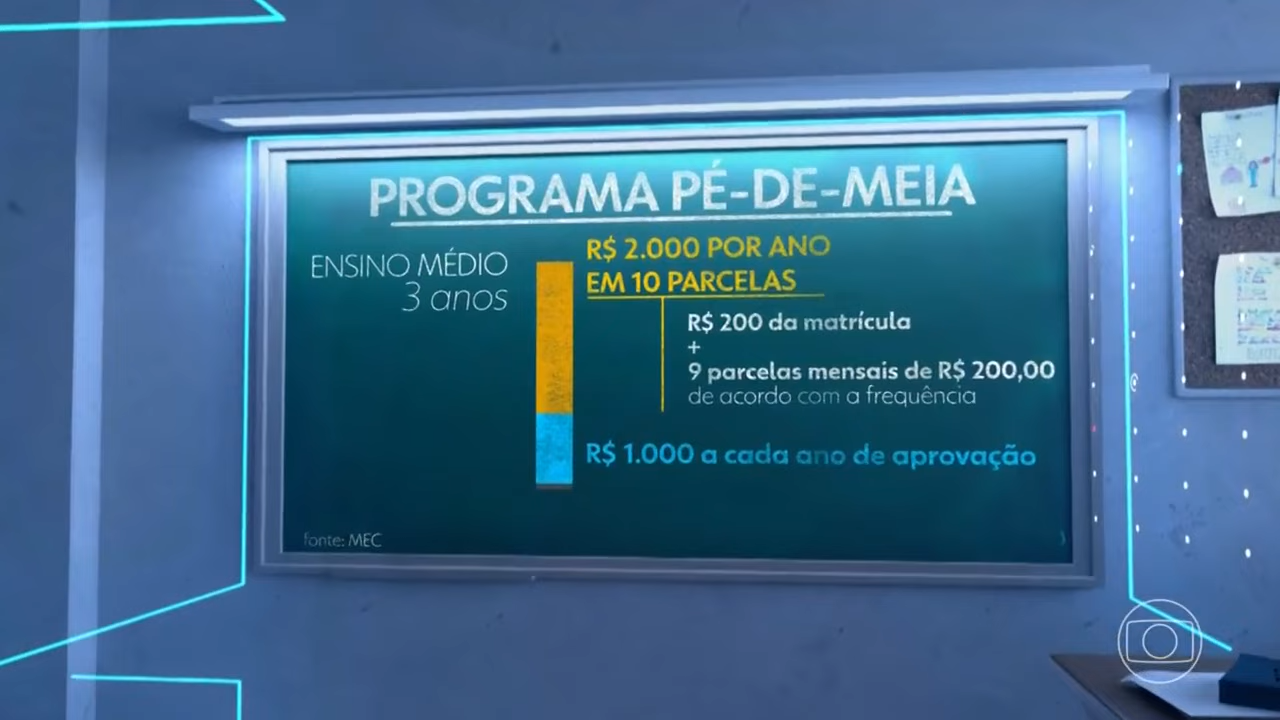 PROGRAMA PÉ-DE-MEIA
ENSINO MÉDIO
3 anos
R$ 2.000 POR ANO
EM 10 PARCELAS
R$ 200 da matrícula
+
9 parcelas mensais de R$ 200,00
de acordo com a frequência
R$ 1.000 a cada ano de aprovação
fonte: MEC